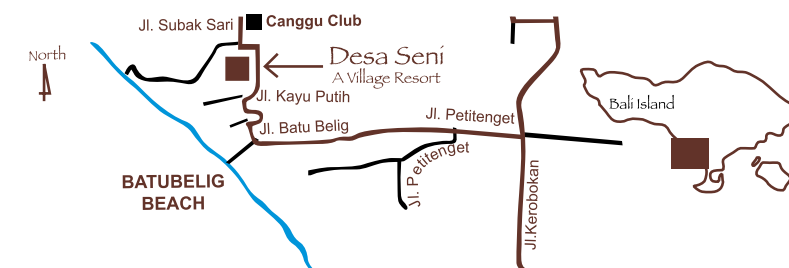 Jl. Subak Sari
Canggu Club
North
Desa Seni
A Village Resort
Jl. Kayu Putih
Bali Island
Jl. Petitenget
Jl. Batu Belig
Jl. Petitenget
BATUBELIG
BEACH
Jl.Kerobokan